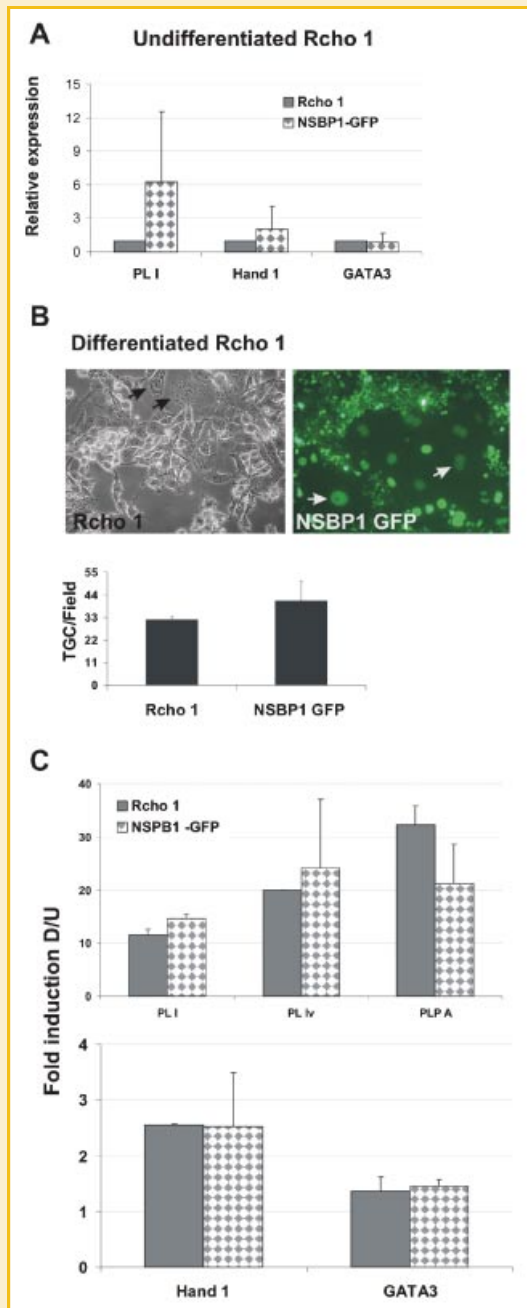 A
Undifferentiated Rcho 1
Relative expression
15
12
9
6
3
0
Rcho 1
NSBP1-GFP
PL I
Hand 1
GATA3
B
Differentiated Rcho 1
Rcho 1
NSBP1 GFP
TGC/Field
55
44
33
22
11
0
Rcho 1
NSBP1 GFP
C
Fold induction D/U
40
30
20
10
0
Rcho 1
NSPB1 -GFP
PL I
PL Iv
PLP A
4
3
2
1
0
Hand 1
GATA3